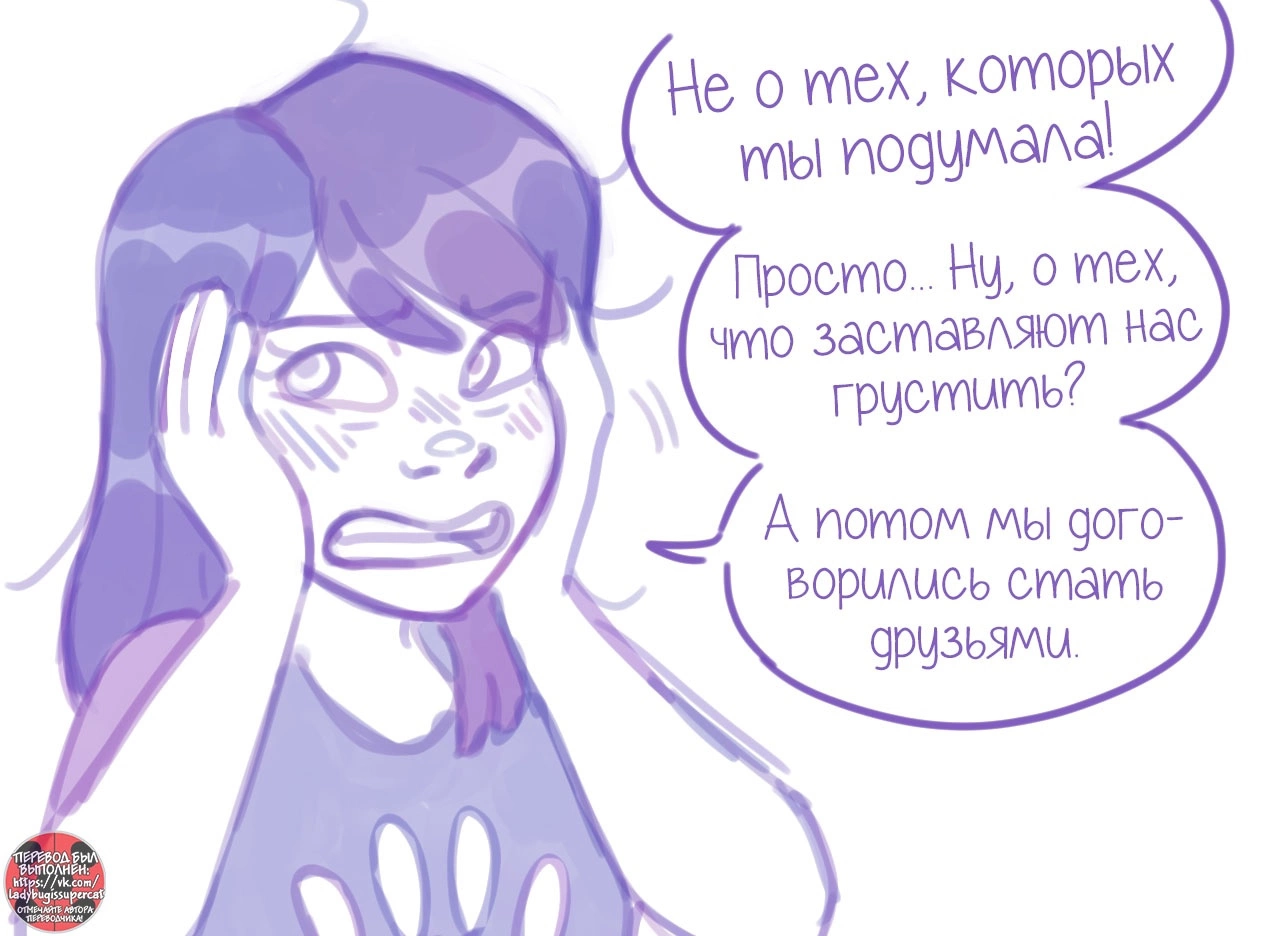 Не о тех, которых
ты подумала!
Просто... Ну, о тех,
что заставляют нас
грустить?
А потом мы дого-
ворились стать
друзьями.
ПЕРЕВОД БЫЛ
ВЫПОЛНЕН:
https://vk.com/
ladybugissupercat
ОТМЕЧАЙТЕ АВТОРА
ПЕРЕВОДЧИКА!